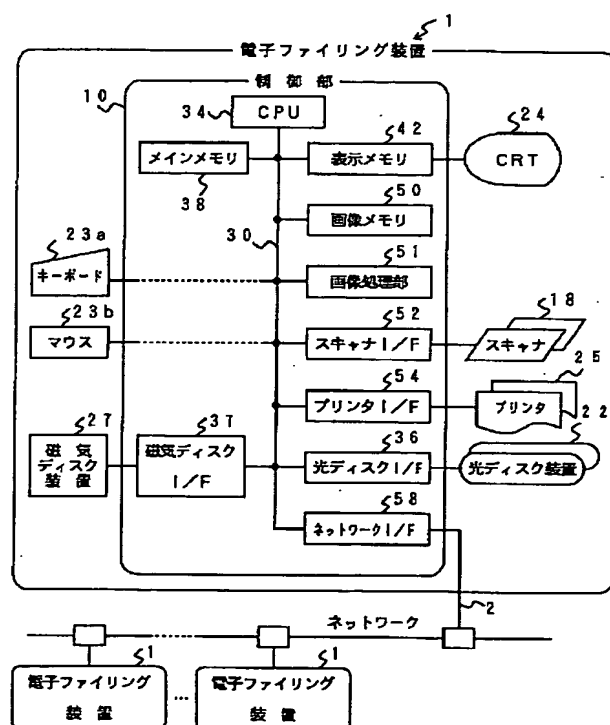 1
電子ファイリング装置
10
制御部
34
CPU
42
24
メインメモリ
表示メモリ
CRT
38
50
30
画像メモリ
23a
51
キーボード
画像処理部
23b
52
18
マウス
スキャナI/F
スキャナ
54
25
プリンタI/F
プリンタ
27
37
36
22
磁気
ディスク
装置
磁気ディスク
I/F
光ディスクI/F
光ディスク装置
58
ネットワークI/F
2
ネットワーク
1
電子ファイリング
装置
...
1
電子ファイリング
装置